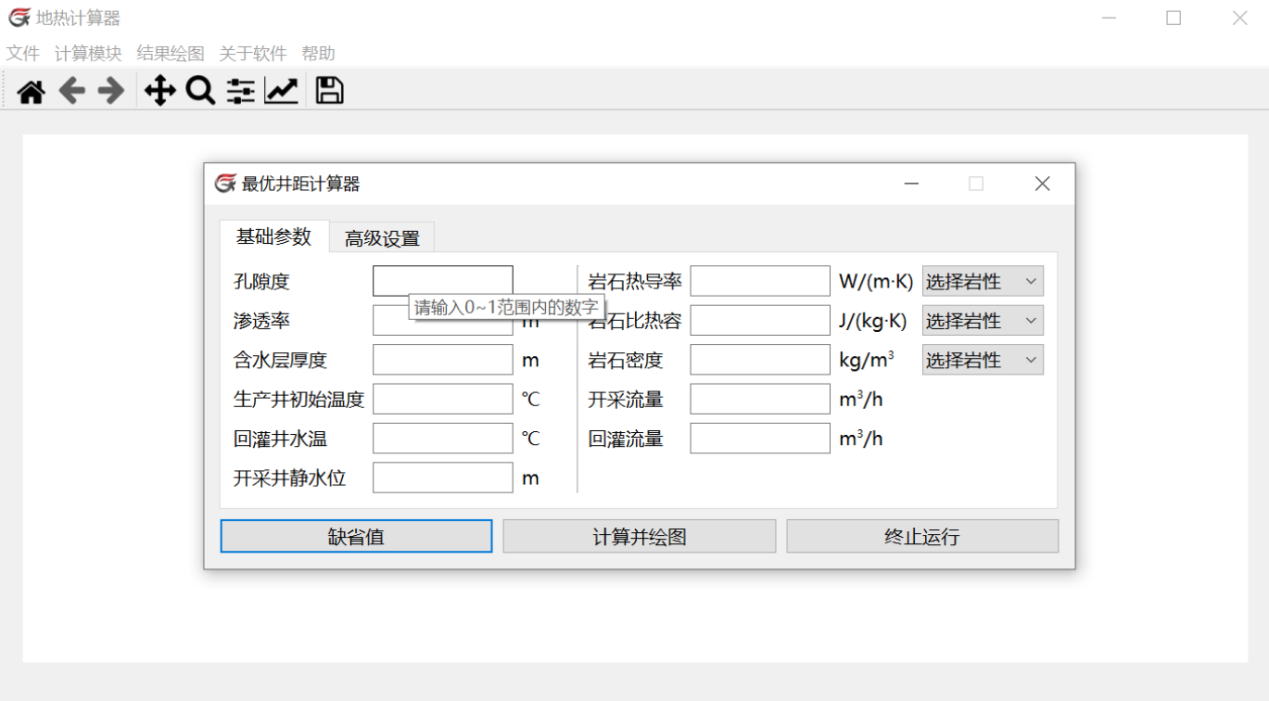 地热计算器
文件 计算模块 结果绘图 关于软件 帮助
最优井距计算器
基础参数 高级设置
孔隙度 岩石热导率 W/(m·K) 选择岩性
请输入0~1范围内的数字
渗透率 m 岩石比热容 J/(kg·K) 选择岩性
含水层厚度 m 岩石密度 kg/m³ 选择岩性
生产井初始温度 ℃ 开采流量 m³/h
回灌井水温 ℃ 回灌流量 m³/h
开采井静水位 m
缺省值 计算并绘图 终止运行